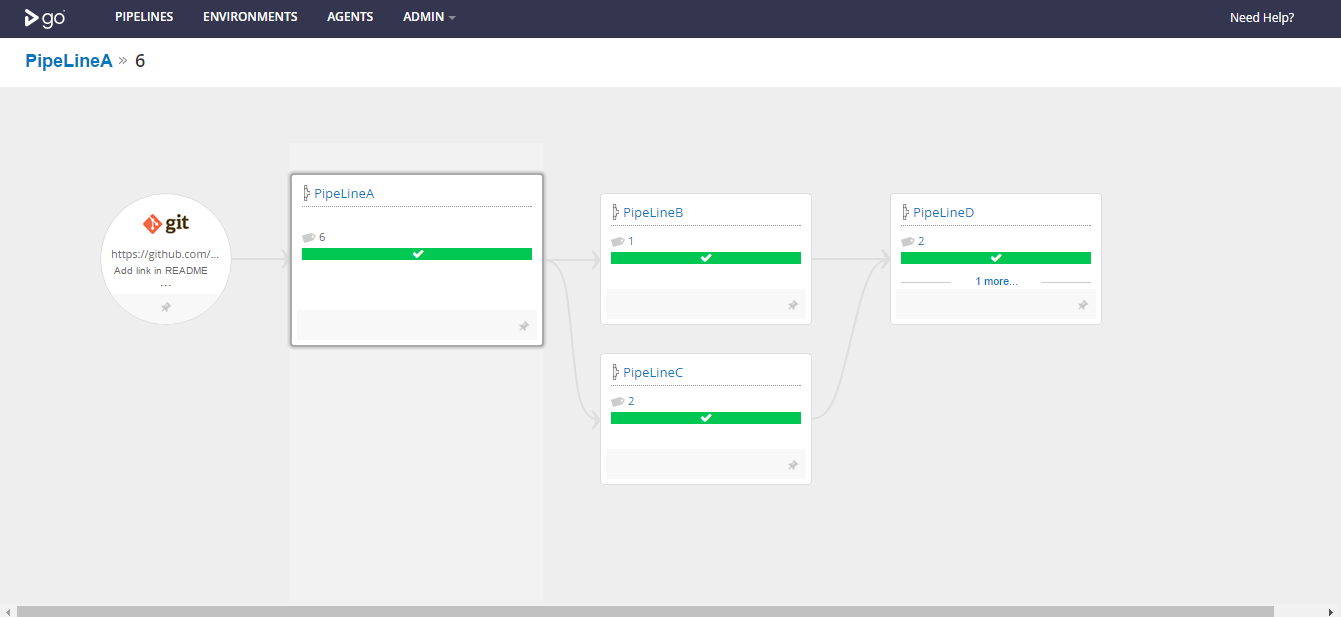 go PIPELINES ENVIRONMENTS AGENTS ADMIN Need Help?
PipeLineA » 6
git
https://github.com/...
Add link in README
...
PipeLineA
6
PipeLineB
1
PipeLineC
2
PipeLineD
2
1 more...